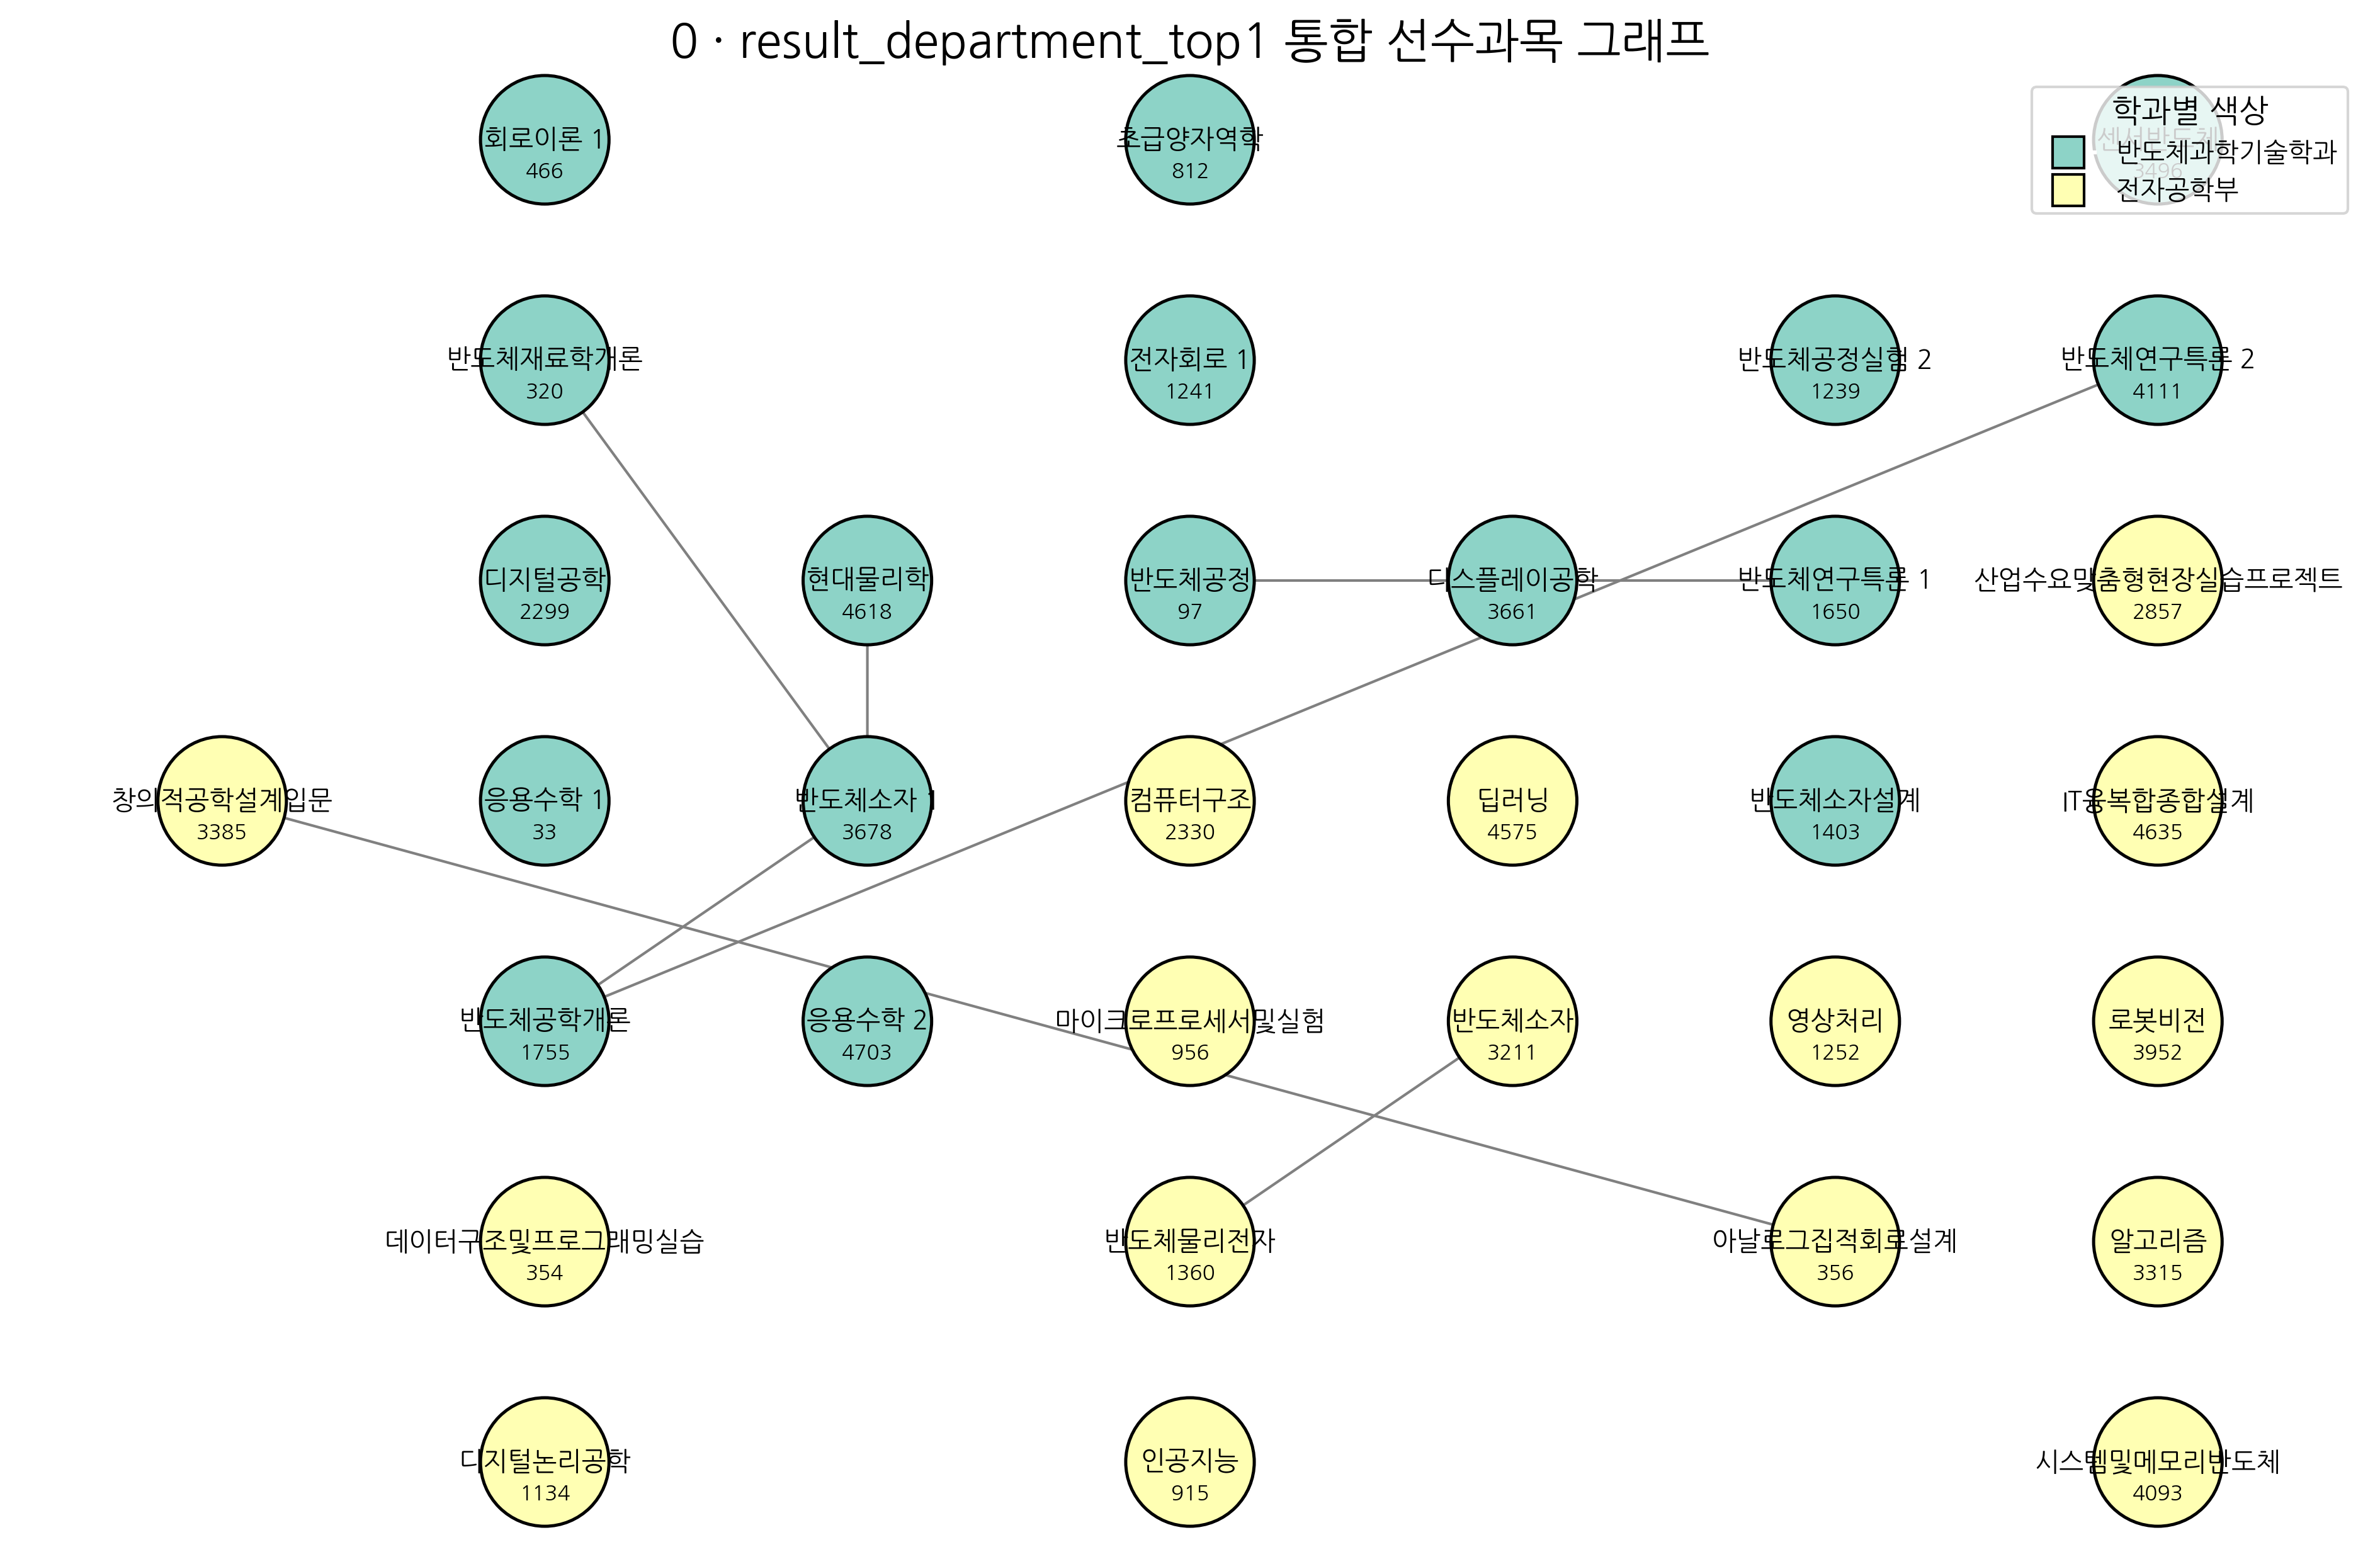 0 · result_department_top1 통합 선수과목 그래프
회로이론 1
466
초급양자역학
812
센서반도체
3496
학과별 색상
반도체과학기술학과
전자공학부
반도체재료학개론
320
전자회로 1
1241
반도체공정실험 2
1239
반도체연구특론 2
4111
디지털공학
2299
현대물리학
4618
반도체공정
97
디스플레이공학
3661
반도체연구특론 1
1650
산업수요맞춤형현장실습프로젝트
2857
창의적공학설계입문
3385
응용수학 1
33
반도체소자 1
3678
컴퓨터구조
2330
딥러닝
4575
반도체소자설계
1403
IT융복합종합설계
4635
반도체공학개론
1755
응용수학 2
4703
마이크로프로세서및실험
956
반도체소자
3211
영상처리
1252
로봇비전
3952
데이터구조및프로그래밍실습
354
반도체물리전자
1360
아날로그집적회로설계
356
알고리즘
3315
디지털논리공학
1134
인공지능
915
시스템및메모리반도체
4093